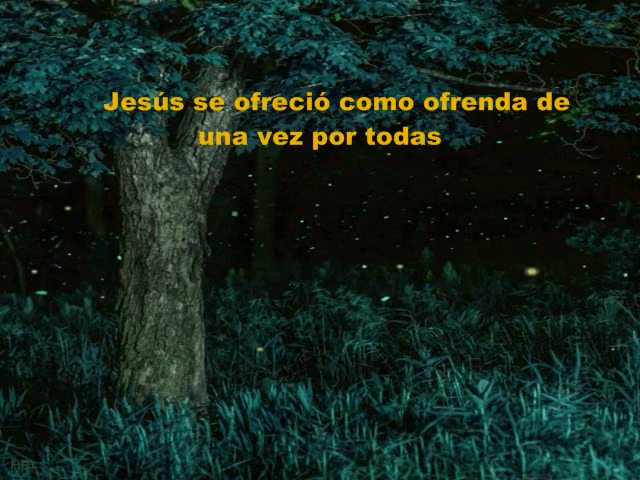 Jesús se ofreció como ofrenda de
una vez por todas